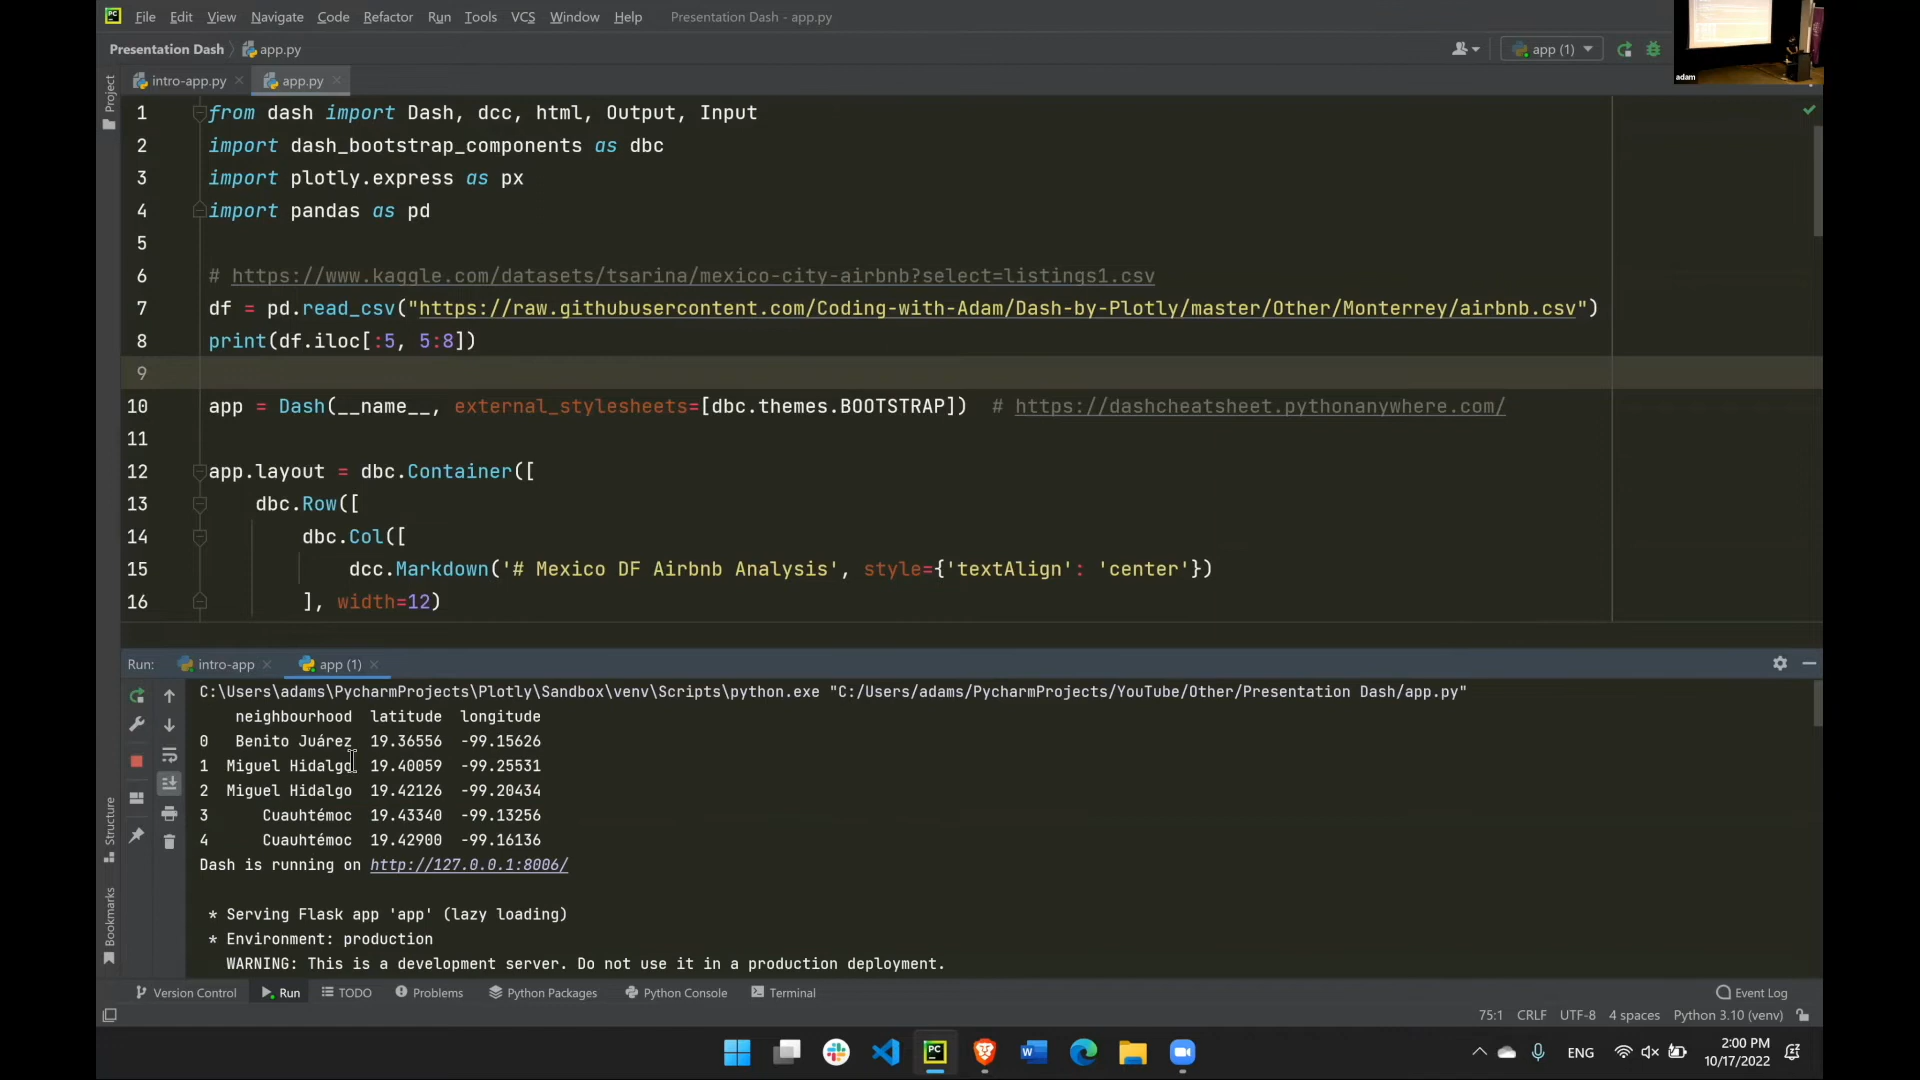 File Edit View Navigate Code Refactor Run Tools VCS Window Help Presentation Dash - app.py
Presentation Dash app.py app (1)
adam
intro-app.py app.py
Project
1 from dash import Dash, dcc, html, Output, Input
2 import dash_bootstrap_components as dbc
3 import plotly.express as px
4 import pandas as pd
5
6 # https://www.kaggle.com/datasets/tsarina/mexico-city-airbnb?select=listings1.csv
7 df = pd.read_csv("https://raw.githubusercontent.com/Coding-with-Adam/Dash-by-Plotly/master/Other/Monterrey/airbnb.csv")
8 print(df.iloc[:5, 5:8])
9
10 app = Dash(__name__, external_stylesheets=[dbc.themes.BOOTSTRAP]) # https://dashcheatsheet.pythonanywhere.com/
11
12 app.layout = dbc.Container([
13 dbc.Row([
14 dbc.Col([
15 dcc.Markdown('# Mexico DF Airbnb Analysis', style={'textAlign': 'center'})
16 ], width=12)
Run: intro-app app (1)
C:\Users\adams\PycharmProjects\Plotly\Sandbox\venv\Scripts\python.exe "C:/Users/adams/PycharmProjects/YouTube/Other/Presentation Dash/app.py"
neighbourhood latitude longitude
0 Benito Juárez 19.36556 -99.15626
1 Miguel Hidalgo 19.40059 -99.25531
2 Miguel Hidalgo 19.42126 -99.20434
3 Cuauhtémoc 19.43340 -99.13256
4 Cuauhtémoc 19.42900 -99.16136
Dash is running on http://127.0.0.1:8006/
* Serving Flask app 'app' (lazy loading)
* Environment: production
WARNING: This is a development server. Do not use it in a production deployment.
Structure
Bookmarks
Version Control Run TODO Problems Python Packages Python Console Terminal Event Log
75:1 CRLF UTF-8 4 spaces Python 3.10 (venv)
PC W ENG 2:00 PM
10/17/2022